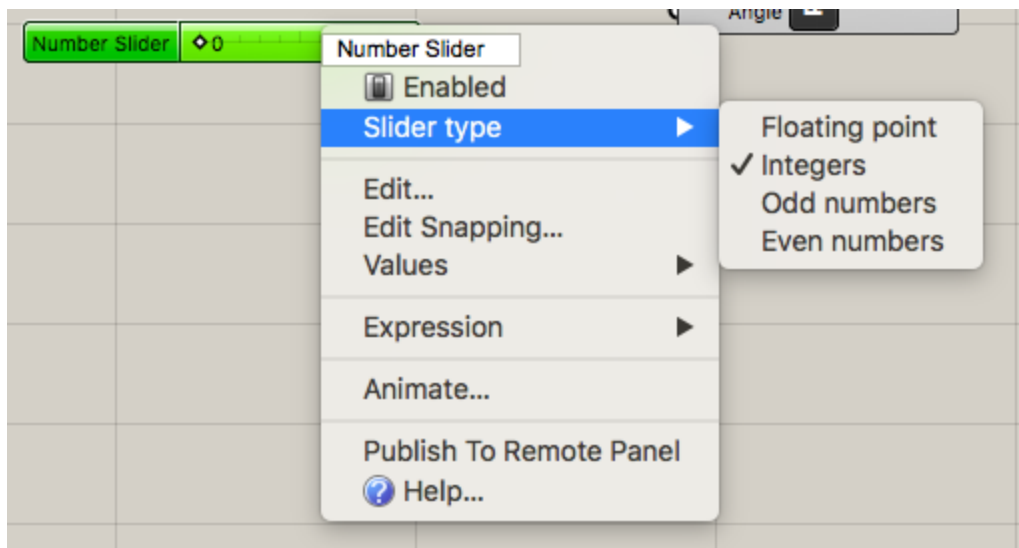 Angle
Number Slider
0
Number Slider
Enabled
Slider type
Floating point
Integers
Odd numbers
Even numbers
Edit...
Edit Snapping...
Values
Expression
Animate...
Publish To Remote Panel
Help...